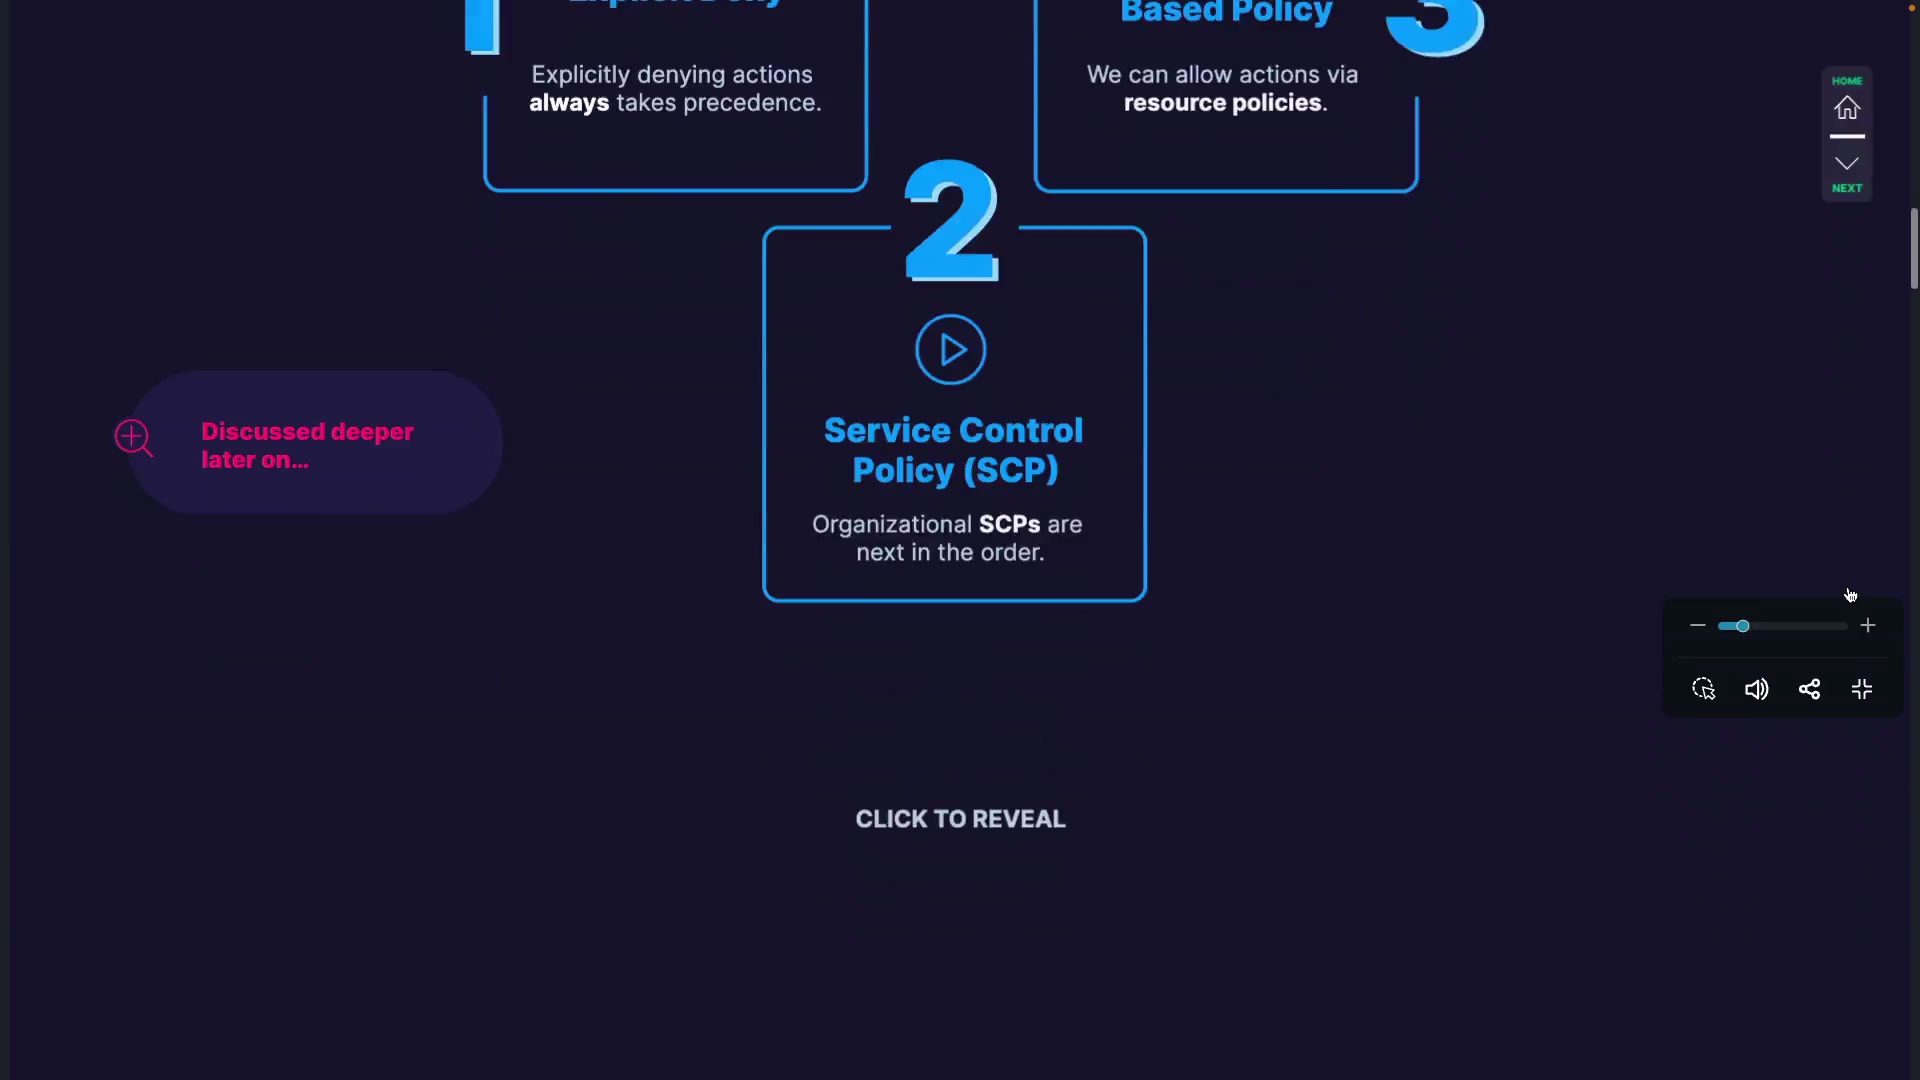 1
Explicit Deny
Explicitly denying actions
always takes precedence.
Based Policy
3
We can allow actions via
resource policies.
HOME
NEXT
2
Service Control
Policy (SCP)
Organizational SCPs are
next in the order.
Discussed deeper
later on...
CLICK TO REVEAL